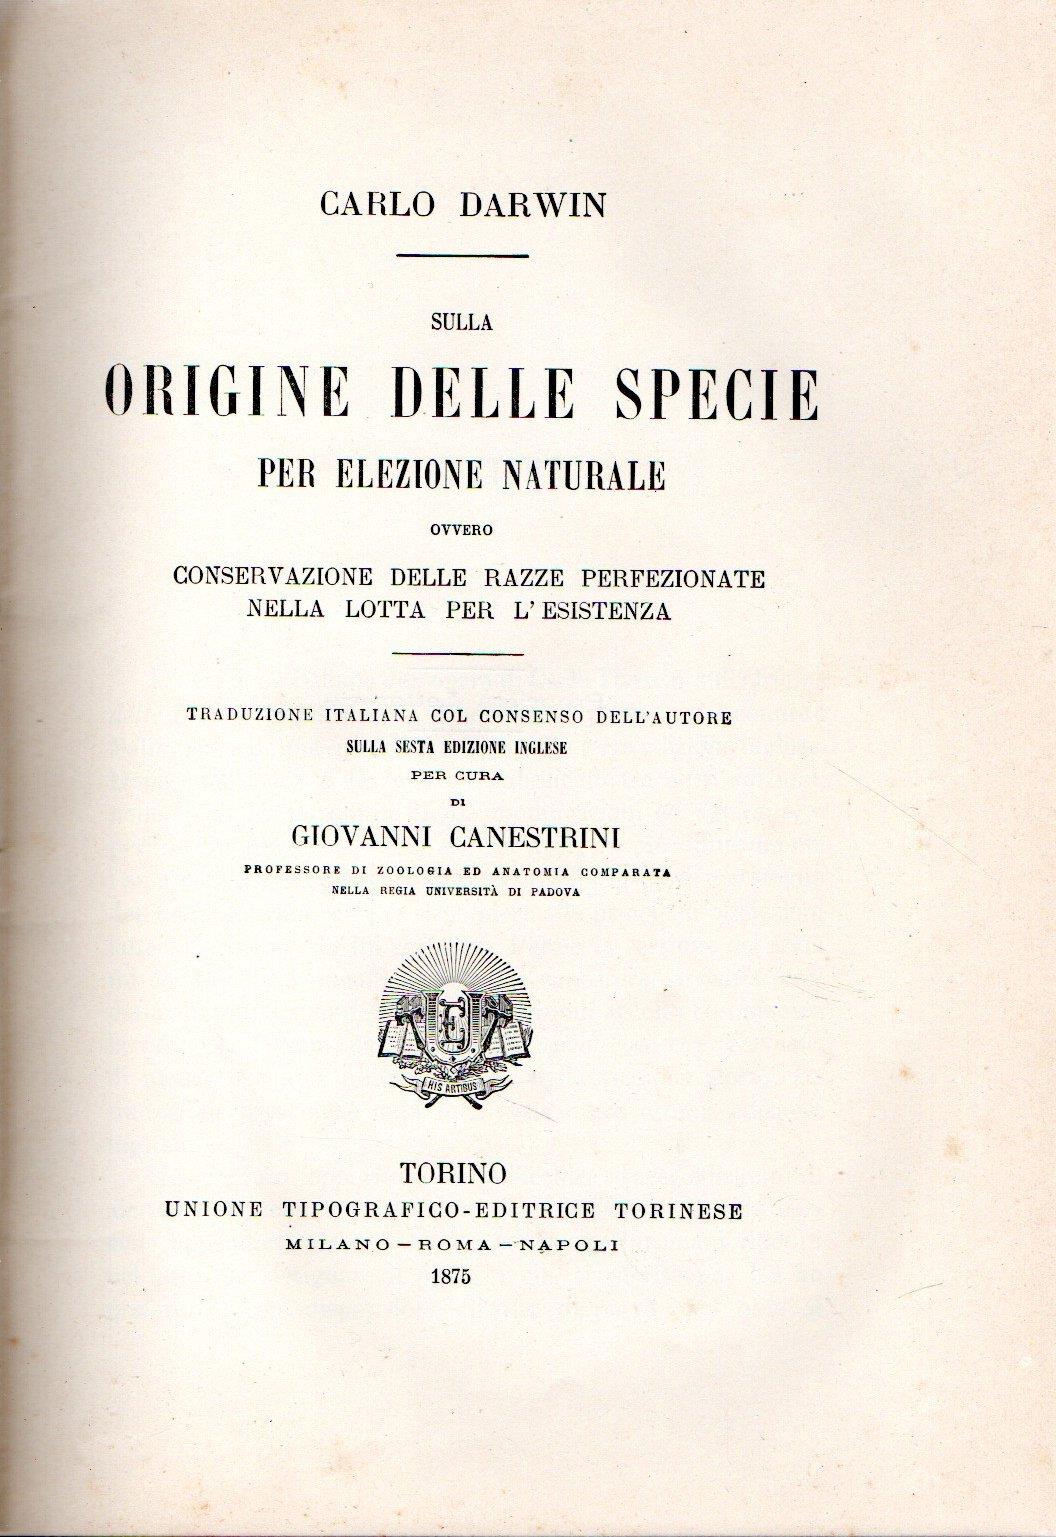 CARLO DARWIN
SULLA
ORIGINE DELLE SPECIE
PER ELEZIONE NATURALE
OVVERO
CONSERVAZIONE DELLE RAZZE PERFEZIONATE
NELLA LOTTA PER L' ESISTENZA
TRADUZIONE ITALIANA COL CONSENSO DELL'AUTORE
SULLA SESTA EDIZIONE INGLESE
PER CURA
DI
GIOVANNI CANESTRINI
PROFESSORE DI ZOOLOGIA ED ANATOMIA COMPARATA
NELLA REGIA UNIVERSITÀ DI PADOVA
HIS ARTIBUS
TORINO
UNIONE TIPOGRAFICO-EDITRICE TORINESE
MILANO — ROMA — NAPOLI
1875